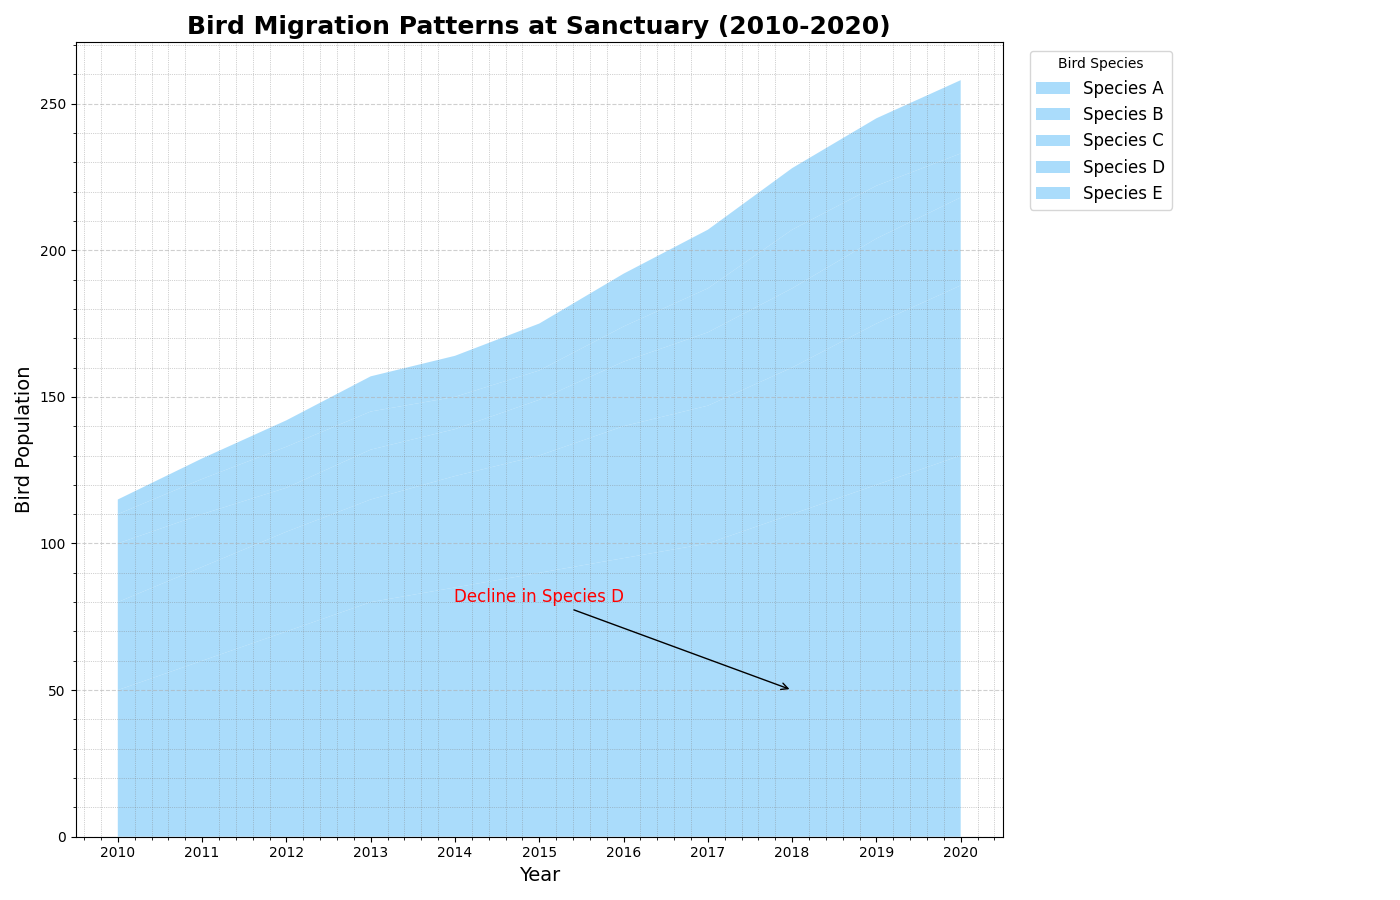 Bird Migration Patterns at Sanctuary (2010-2020)
Bird Species
Species A
Species B
Species C
Species D
Species E
Bird Population
250
200
150
100
50
0
Decline in Species D
2010 2011 2012 2013 2014 2015 2016 2017 2018 2019 2020
Year